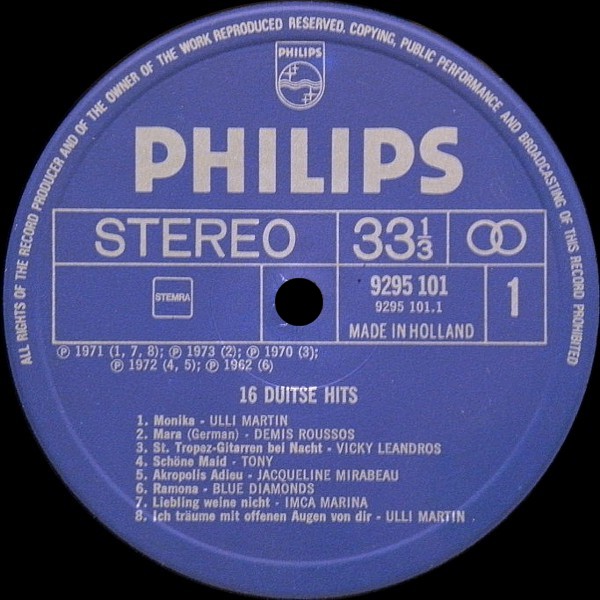 ALL RIGHTS OF THE RECORD PRODUCER AND OF THE OWNER OF THE WORK REPRODUCED RESERVED. COPYING, PUBLIC PERFORMANCE AND BROADCASTING OF THIS RECORD PROHIBITED
PHILIPS
PHILIPS
STEREO 33 1/3
STEMRA
9295 101
9295 101.1
MADE IN HOLLAND
1
℗ 1971 (1, 7, 8); ℗ 1973 (2); ℗ 1970 (3);
℗ 1972 (4, 5); ℗ 1962 (6)
16 DUITSE HITS
1. Monika - ULLI MARTIN
2. Mara (German) - DEMIS ROUSSOS
3. St. Tropez-Gitarren bei Nacht - VICKY LEANDROS
4. Schöne Maid - TONY
5. Akropolis Adieu - JACQUELINE MIRABEAU
6. Ramona - BLUE DIAMONDS
7. Liebling weine nicht - IMCA MARINA
8. Ich träume mit offenen Augen von dir - ULLI MARTIN